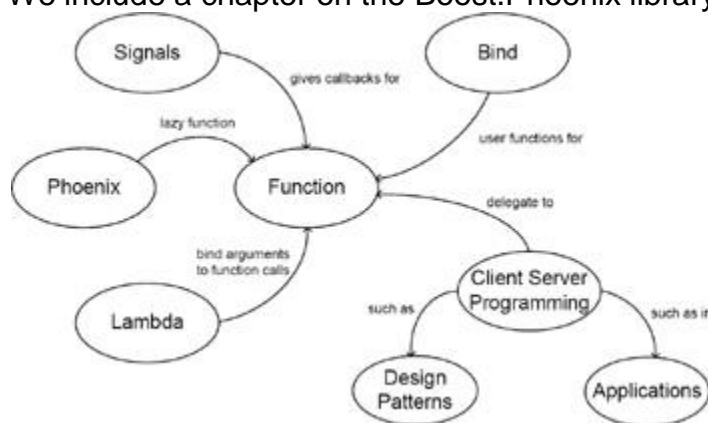 We include a chapter on the Boost.Phoenix library
Signals
Bind
gives callbacks for
lazy function
user functions for
Phoenix
Function
delegate to
bind arguments
to function calls
Client Server
Programming
Lambda
such as
such as in
Design
Patterns
Applications